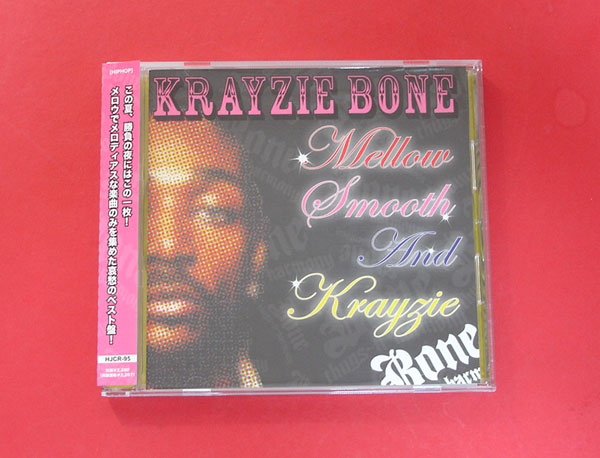 [HIPHOP]
この夏、勝負の夜にはこの一枚！
メロウでメロディアスな楽曲のみを集めた哀愁のベスト盤！
HJCR-95
KRAYZIE BONE
Mellow
Smooth
And
Krayzie
Bone